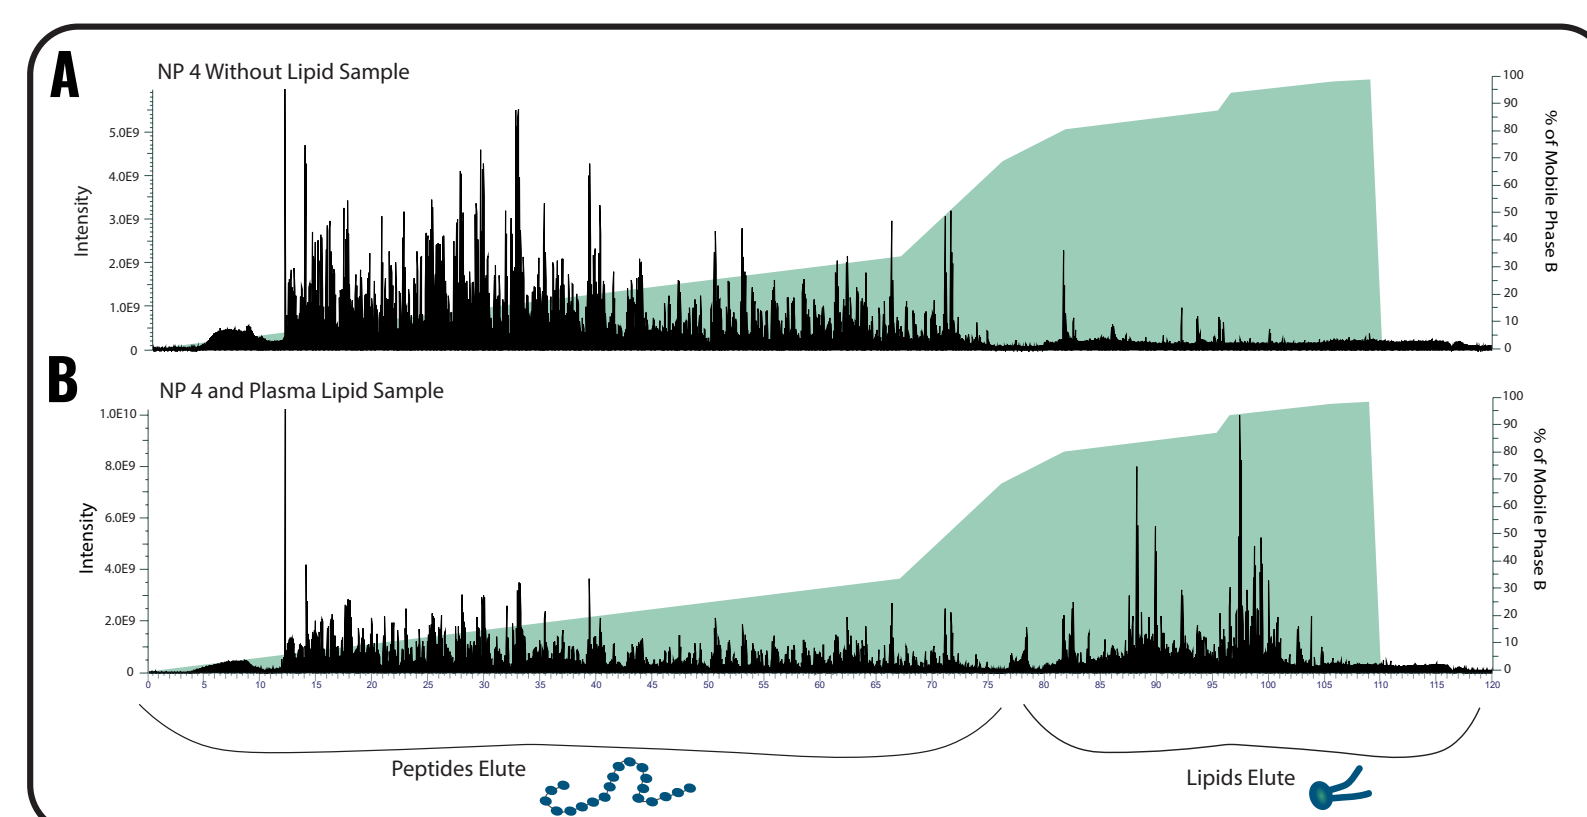 A
NP 4 Without Lipid Sample
Intensity
5.0E9
4.0E9
3.0E9
2.0E9
1.0E9
0
100
90
80
70
60
50
40
30
20
10
0
% of Mobile Phase B
B
NP 4 and Plasma Lipid Sample
Intensity
1.0E10
8.0E9
6.0E9
4.0E9
2.0E9
0
100
90
80
70
60
50
40
30
20
10
0
% of Mobile Phase B
0 5 10 15 20 25 30 35 40 45 50 55 60 65 70 75 80 85 90 95 100 105 110 115 120
Peptides Elute
Lipids Elute